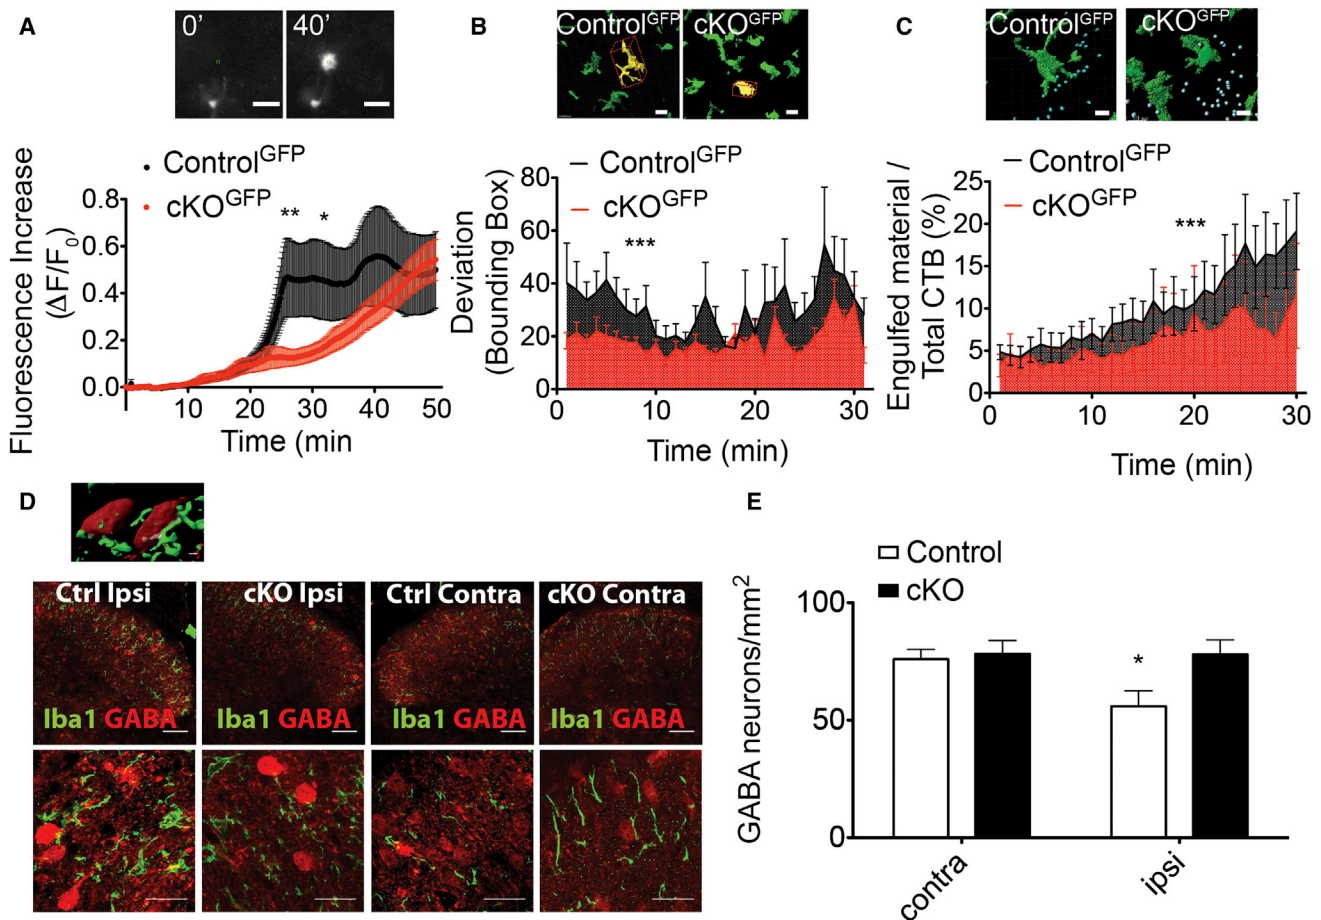 A
0’
40’
Control^GFP
cKO^GFP
Fluorescence Increase
(ΔF/F₀)
0.8
0.6
0.4
0.2
0.0
**
*
10
20
30
40
50
Time (min
B
Control^GFP
cKO^GFP
Control^GFP
cKO^GFP
Deviation
(Bounding Box)
80
60
40
20
0
***
0
10
20
30
Time (min)
C
Control^GFP
cKO^GFP
Control^GFP
cKO^GFP
Engulfed material /
Total CTB (%)
25
20
15
10
5
0
***
0
10
20
30
Time (min)
D
Ctrl Ipsi
cKO Ipsi
Ctrl Contra
cKO Contra
Iba1 GABA
Iba1 GABA
Iba1 GABA
Iba1 GABA
E
Control
cKO
GABA neurons/mm²
100
50
0
*
contra
ipsi